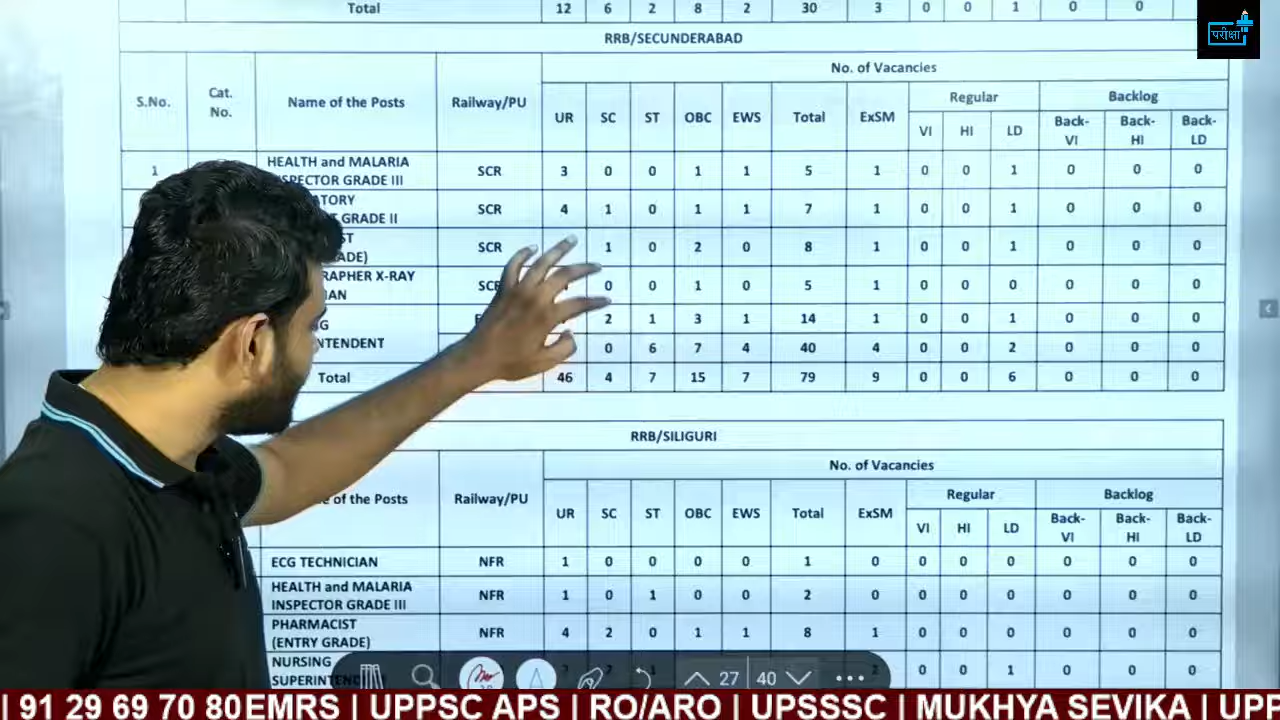 Total 12 6 2 8 2 30 3 0 0 1 0 0
परीक्षा
RRB/SECUNDERABAD
No. of Vacancies
S.No. Cat. No. Name of the Posts Railway/PU UR SC ST OBC EWS Total ExSM
Regular Backlog
VI HI LD Back-VI Back-HI Back-LD
1 HEALTH and MALARIA
INSPECTOR GRADE III SCR 3 0 0 1 1 5 1 0 0 1 0 0 0
GRADE II SCR 4 1 0 1 1 7 1 0 0 1 0 0 0
SCR 1 0 2 0 8 1 0 0 1 0 0 0
X-RAY
0 0 1 0 5 1 0 0 0 0 0 0
2 1 3 1 14 1 0 0 1 0 0 0
0 6 7 4 40 4 0 0 2 0 0 0
Total 46 4 7 15 7 79 9 0 0 6 0 0 0
RRB/SILIGURI
No. of Vacancies
of the Posts Railway/PU UR SC ST OBC EWS Total ExSM
Regular Backlog
VI HI LD Back-VI Back-HI Back-LD
ECG TECHNICIAN NFR 1 0 0 0 0 1 0 0 0 0 0 0 0
HEALTH and MALARIA
INSPECTOR GRADE III NFR 1 0 1 0 0 2 0 0 0 0 0 0 0
PHARMACIST
(ENTRY GRADE) NFR 4 2 0 1 1 8 1 0 0 0 0 0 0
NURSING
0 0 1 0 0 0
27 40
| 91 29 69 70 80 EMRS | UPPSC APS | RO/ARO | UPSSSC | MUKHYA SEVIKA |